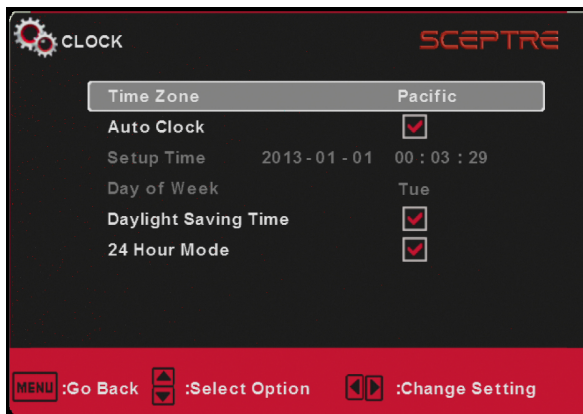 CLOCK
SCEPTRE
Time Zone Pacific
Auto Clock
Setup Time 2013-01-01 00:03:29
Day of Week Tue
Daylight Saving Time
24 Hour Mode
MENU :Go Back :Select Option :Change Setting